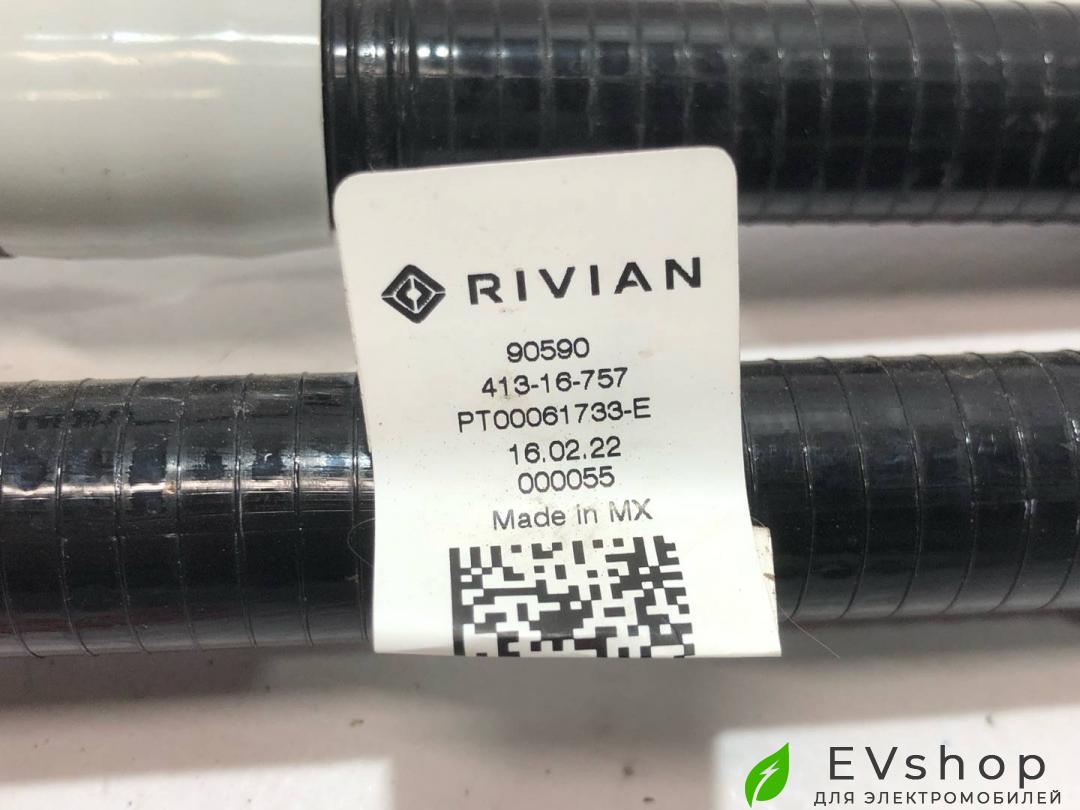 RIVIAN
90590
413-16-757
PT00061733-E
16.02.22
000055
Made in MX
EVshop
ДЛЯ ЭЛЕКТРОМОБИЛЕЙ